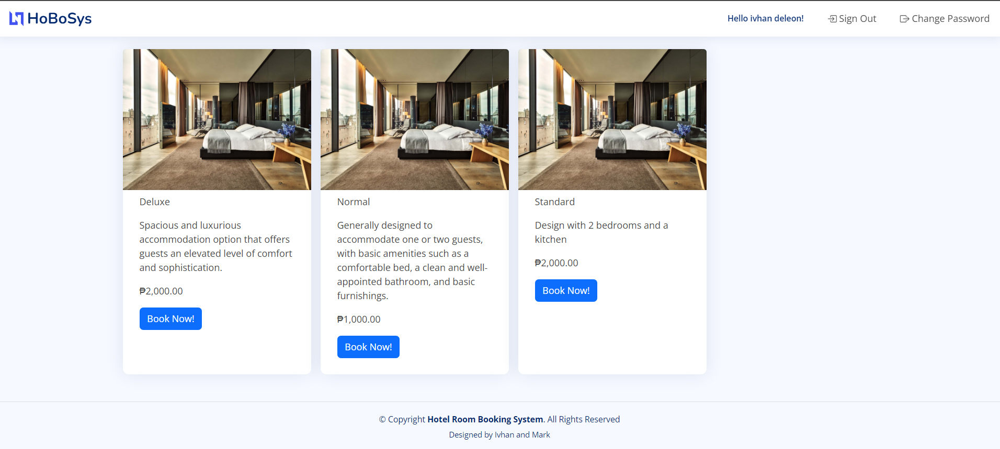 HoBoSys
Hello ivhan deleon!
Sign Out
Change Password
Deluxe
Spacious and luxurious
accommodation option that offers
guests an elevated level of comfort
and sophistication.
₱2,000.00
Book Now!
Normal
Generally designed to
accommodate one or two guests,
with basic amenities such as a
comfortable bed, a clean and well-
appointed bathroom, and basic
furnishings.
₱1,000.00
Book Now!
Standard
Design with 2 bedrooms and a
kitchen
₱2,000.00
Book Now!
© Copyright Hotel Room Booking System. All Rights Reserved
Designed by Ivhan and Mark